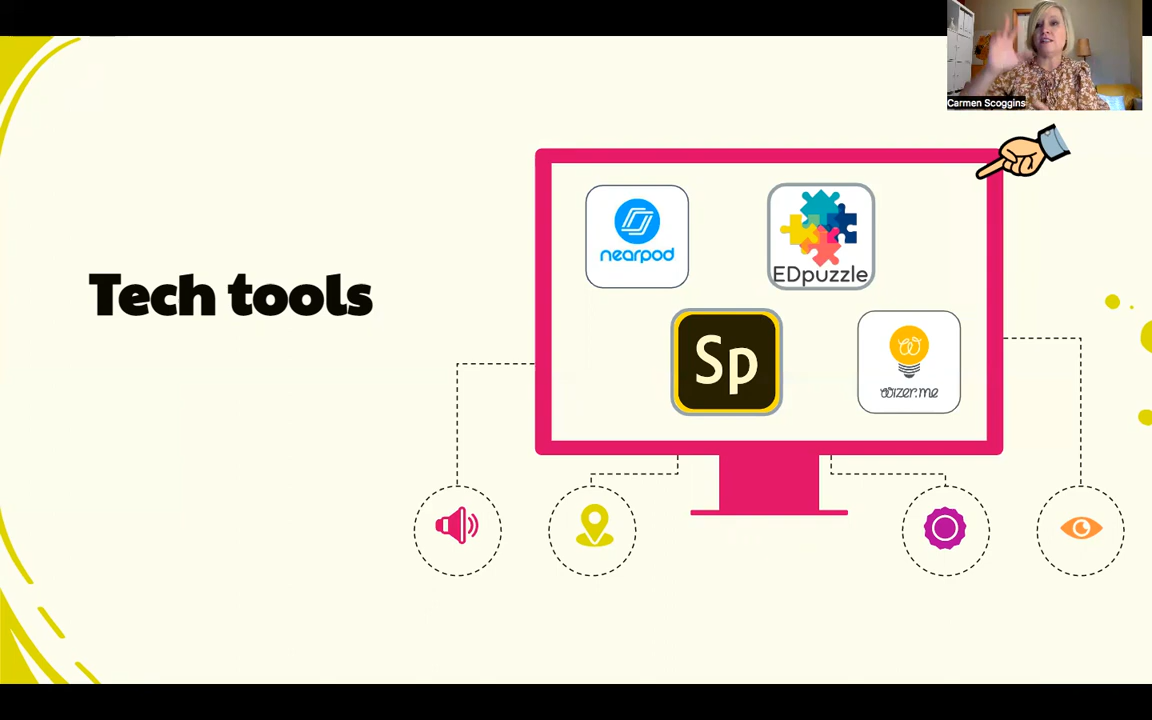 Carmen Scoggins
Tech tools
nearpod
EDpuzzle
Sp
wizer.me